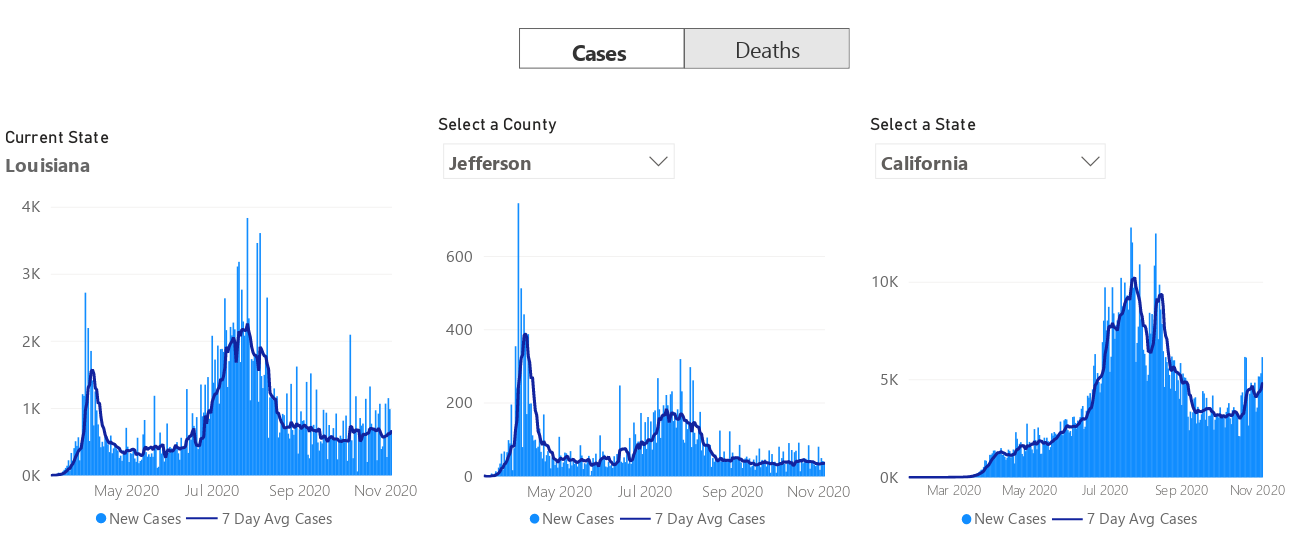 Cases
Deaths
Current State
Louisiana
4K
3K
2K
1K
0K
May 2020 Jul 2020 Sep 2020 Nov 2020
New Cases 7 Day Avg Cases
Select a County
Jefferson
600
400
200
0
May 2020 Jul 2020 Sep 2020 Nov 2020
New Cases 7 Day Avg Cases
Select a State
California
10K
5K
0K
Mar 2020 May 2020 Jul 2020 Sep 2020 Nov 2020
New Cases 7 Day Avg Cases